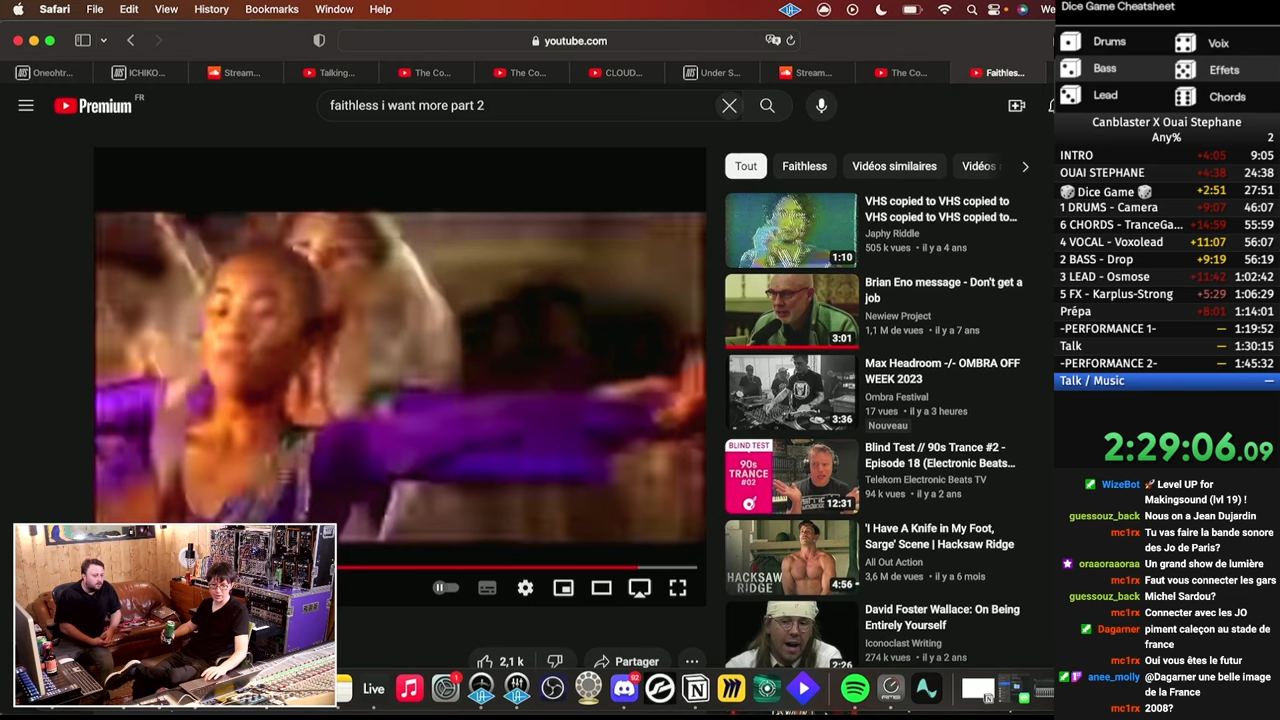 Safari File Edit View History Bookmarks Window Help
youtube.com
Oneohtr...
ICHIKO...
Stream...
Talking...
The Co...
The Co...
CLOUD...
Under S...
Stream...
The Co...
Faithles...
Premium FR
faithless i want more part 2
Tout
Faithless
Vidéos similaires
Vidéos
VHS copied to VHS copied to
VHS copied to VHS copied to...
Japhy Riddle
505 k vues • il y a 4 ans
1:10
Brian Eno message - Don't get a
job
Newiew Project
1,1 M de vues • il y a 7 ans
3:01
Max Headroom -/- OMBRA OFF
WEEK 2023
Ombra Festival
17 vues • il y a 3 heures
Nouveau
3:36
BLIND TEST
90s
TRANCE
#02
Blind Test // 90s Trance #2 -
Episode 18 (Electronic Beats...
Telekom Electronic Beats TV
94 k vues • il y a 2 ans
12:31
HACKSAW
RIDGE
'I Have A Knife in My Foot,
Sarge' Scene | Hacksaw Ridge
All Out Action
3,6 M de vues • il y a 6 mois
4:56
David Foster Wallace: On Being
Entirely Yourself
Iconoclast Writing
274 k vues • il y a 2 ans
2:26
2,1 k
Partager
Live
1
92
Dice Game Cheatsheet
Drums Voix
Bass Effets
Lead Chords
Canblaster X Ouai Stephane
Any% 2
INTRO +4:05 9:05
OUAI STEPHANE +4:38 24:38
Dice Game +2:51 27:51
1 DRUMS - Camera +9:07 46:07
6 CHORDS - TranceGa... +14:59 55:59
4 VOCAL - Voxolead +11:07 56:07
2 BASS - Drop +9:19 56:19
3 LEAD - Osmose +11:42 1:02:42
5 FX - Karplus-Strong +5:29 1:06:29
Prépa +8:01 1:14:01
-PERFORMANCE 1- — 1:19:52
Talk — 1:30:15
-PERFORMANCE 2- — 1:45:32
Talk / Music —
2:29:06.09
WizeBot 🚀 Level UP for
Makingsound (lvl 19) !
guessouz_back Nous on a Jean Dujardin
mc1rx Tu vas faire la bande sonore
des Jo de Paris?
oraaoraaoraa Un grand show de lumière
mc1rx Faut vous connecter les gars
guessouz_back Michel Sardou?
mc1rx Connecter avec les JO
Dagarner piment caleçon au stade de
france
mc1rx Oui vous êtes le futur
anee_molly @Dagarner une belle image
de la France
mc1rx 2008?